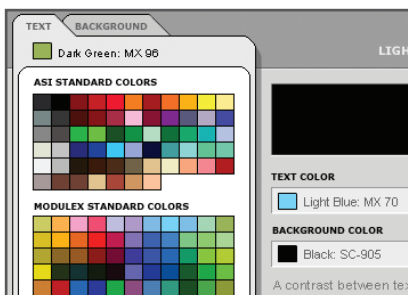 TEXT BACKGROUND
Dark Green: MX 96
LIGH
ASI STANDARD COLORS
MODULEX STANDARD COLORS
TEXT COLOR
Light Blue: MX 70
BACKGROUND COLOR
Black: SC-905
A contrast between tex